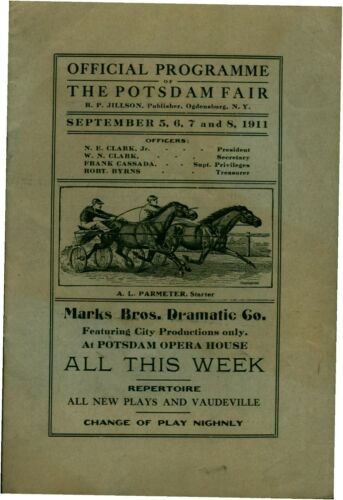 OFFICIAL PROGRAMME
OF
THE POTSDAM FAIR
R. P. JILLSON, Publisher, Ogdensburg, N. Y.
SEPTEMBER 5, 6, 7 and 8, 1911
OFFICERS:
N. E. CLARK, Jr. - - - President
W. N. CLARK, - - - Secretary
FRANK CASSADA, - - Supt. Privileges
ROBT. BYRNS - - - Treasurer
A. L. PARMETER, Starter
Marks Bros. Dramatic Co.
Featuring City Productions only.
At POTSDAM OPERA HOUSE
ALL THIS WEEK
REPERTOIRE
ALL NEW PLAYS AND VAUDEVILLE
CHANGE OF PLAY NIGHNLY